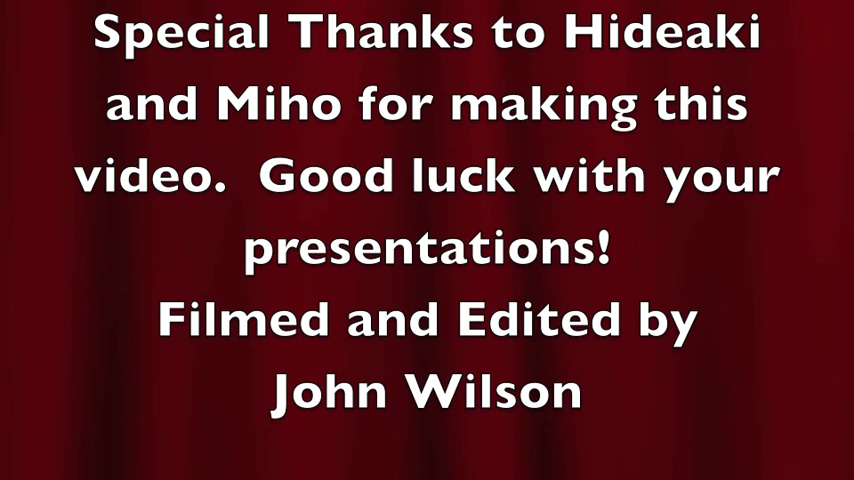 Special Thanks to Hideaki
and Miho for making this
video.  Good luck with your
presentations!
Filmed and Edited by
John Wilson